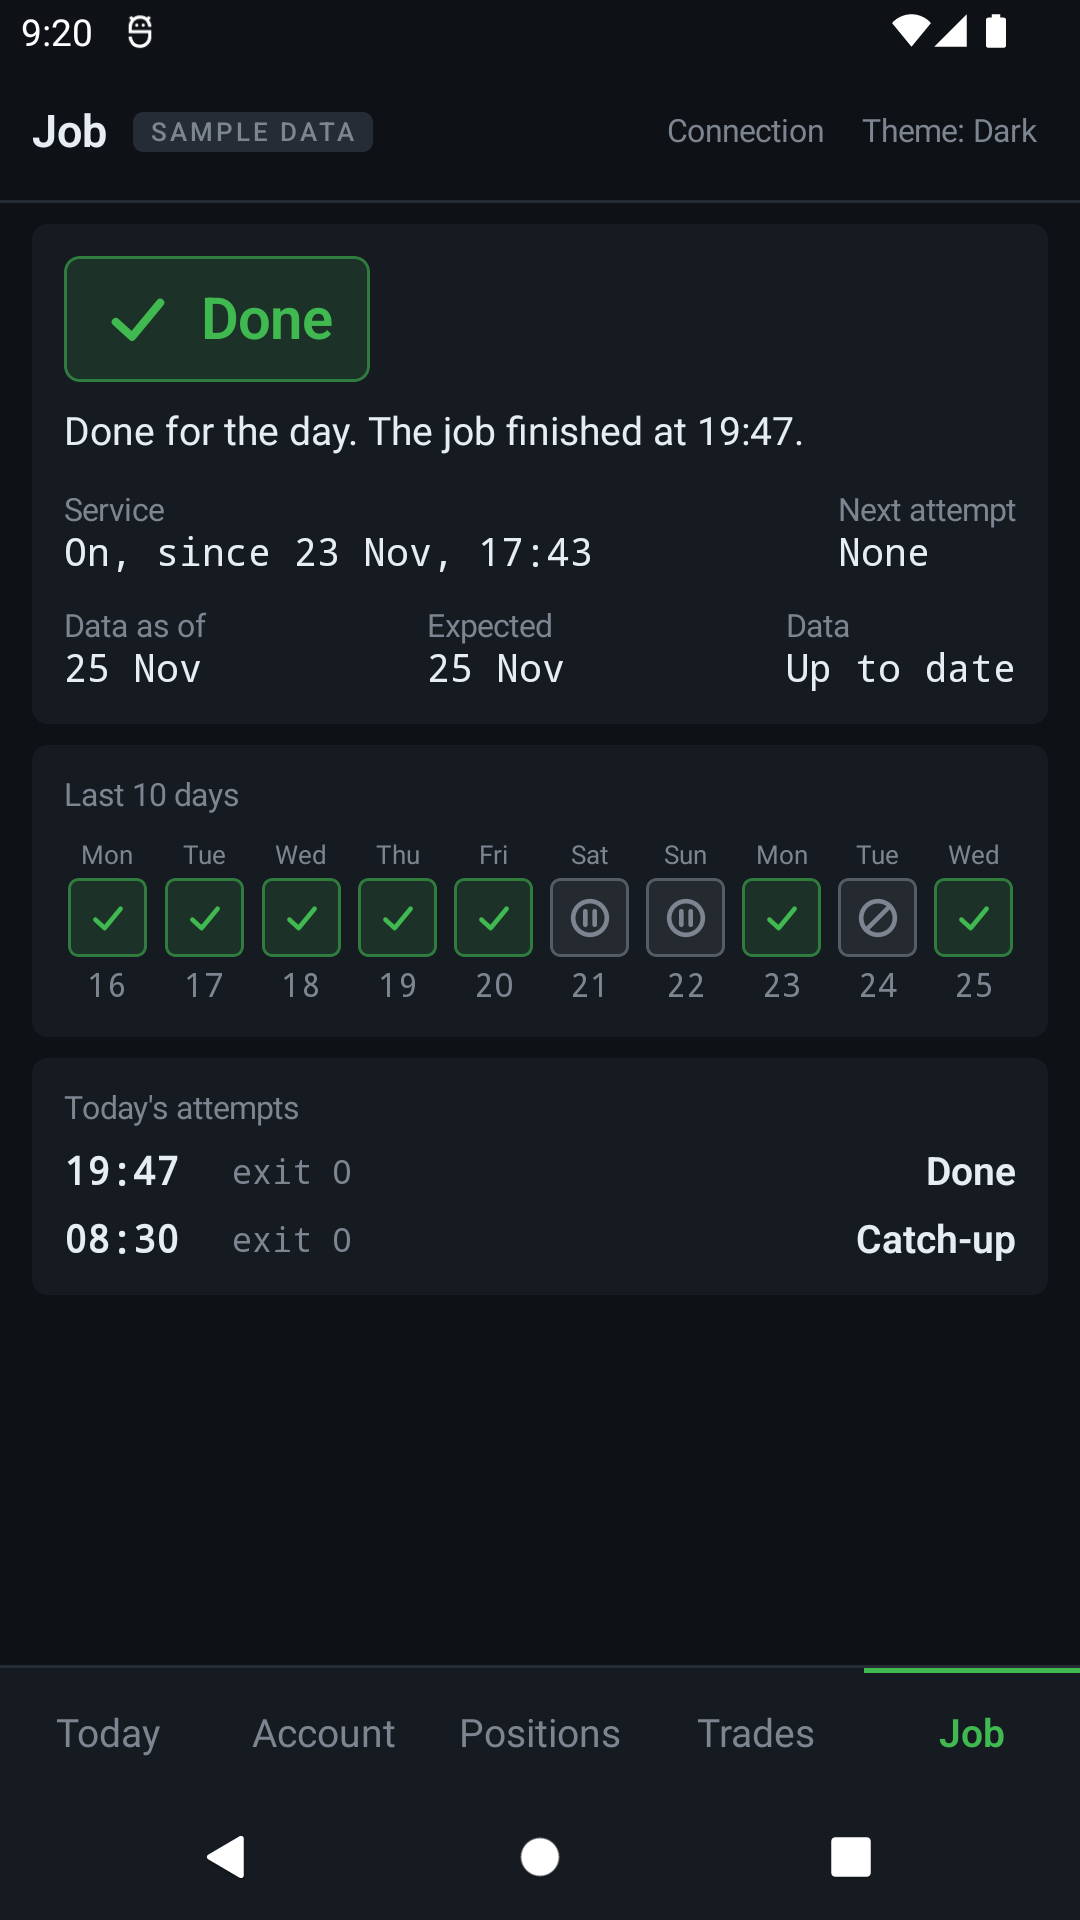 9:20
Job SAMPLE DATA Connection Theme: Dark
Done
Done for the day. The job finished at 19:47.
Service Next attempt
On, since 23 Nov, 17:43 None
Data as of Expected Data
25 Nov 25 Nov Up to date
Last 10 days
Mon Tue Wed Thu Fri Sat Sun Mon Tue Wed
16 17 18 19 20 21 22 23 24 25
Today's attempts
19:47 exit 0 Done
08:30 exit 0 Catch-up
Today Account Positions Trades Job